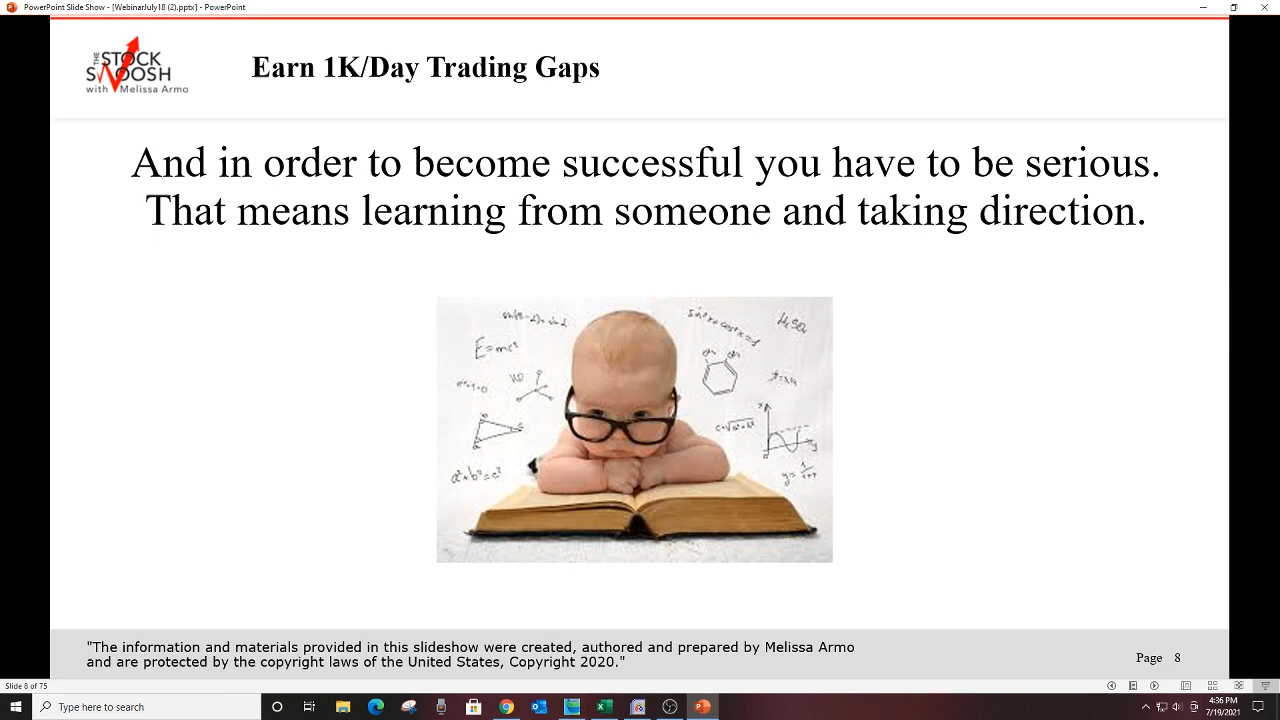 PowerPoint Slide Show - [WebinarJuly18 (2).pptx] - PowerPoint
THE
STOCK
SWOOSH
with Melissa Armo
Earn 1K/Day Trading Gaps
And in order to become successful you have to be serious.
That means learning from someone and taking direction.
E=mc²
a²+b²=c²
"The information and materials provided in this slideshow were created, authored and prepared by Melissa Armo
and are protected by the copyright laws of the United States, Copyright 2020."
Page 8
Slide 8 of 75
Type here to search
4:36 PM
7/19/2021